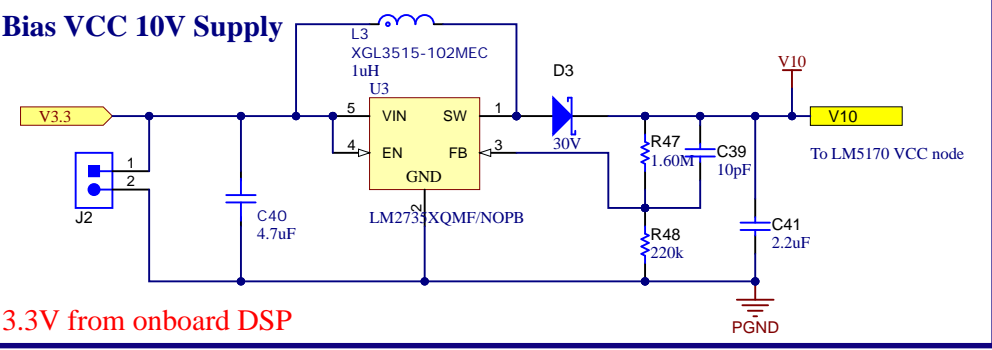 Bias VCC 10V Supply
L3
XGL3515-102MEC
1uH
U3
V3.3
5
VIN
SW
1
4
EN
FB
3
GND
2
LM2735XQMF/NOPB
D3
30V
V10
V10
To LM5170 VCC node
R47
1.60M
C39
10pF
1
2
J2
C40
4.7uF
R48
220k
C41
2.2uF
PGND
3.3V from onboard DSP